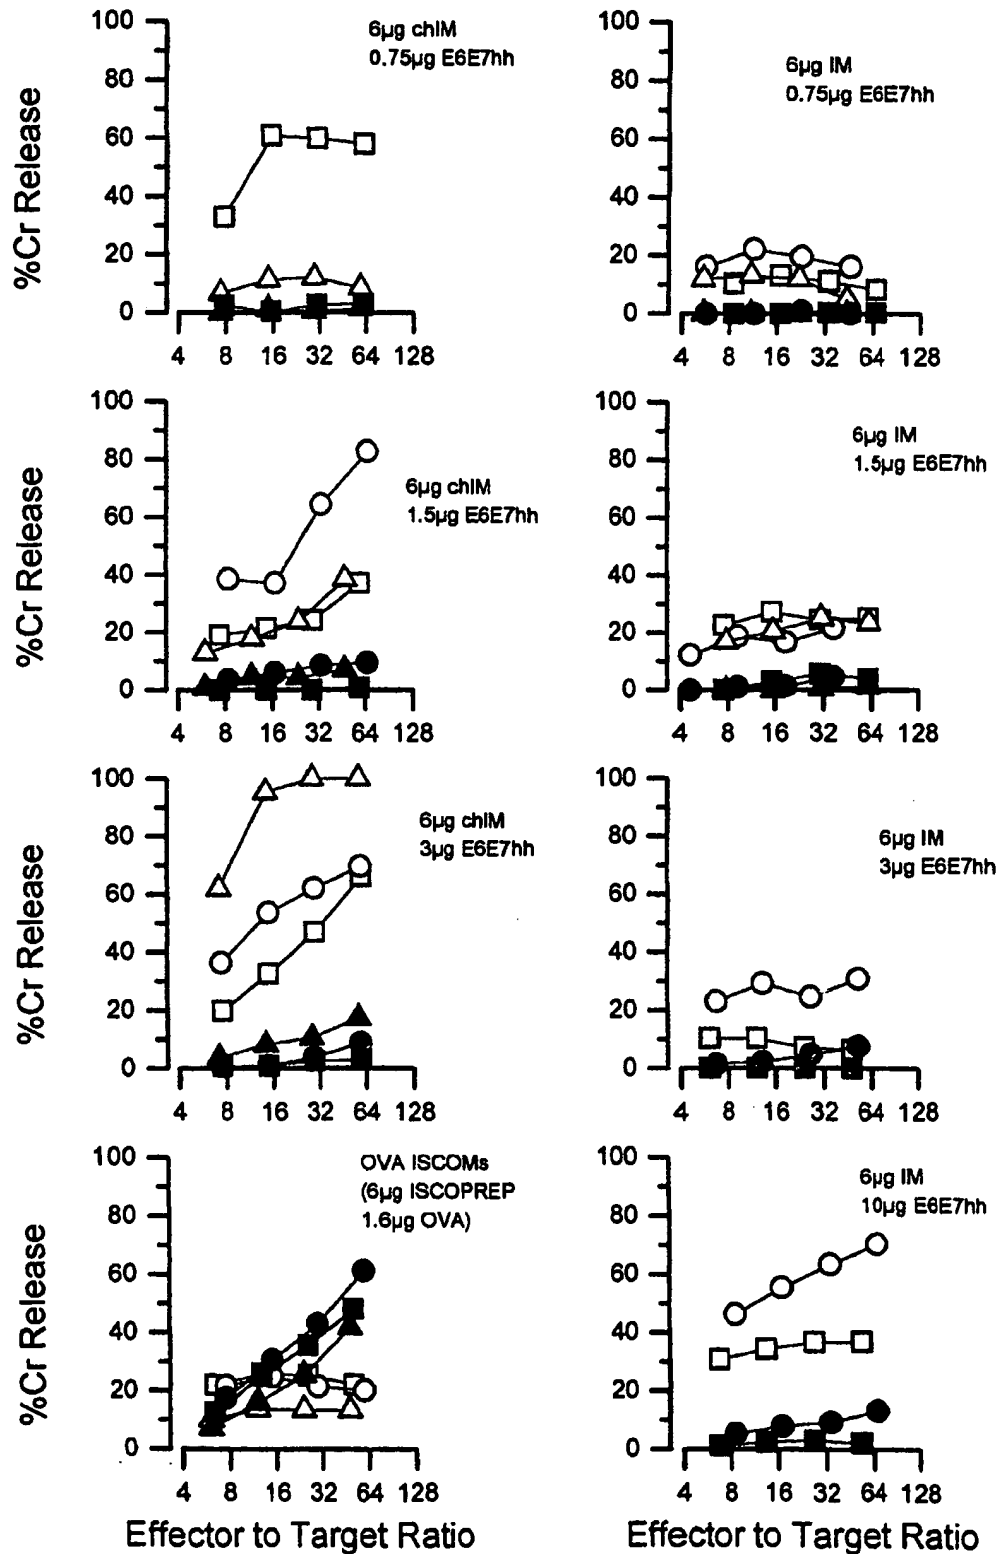 100
80
60
40
20
0
%Cr Release
6µg chIM
0.75µg E6E7hh
4 8 16 32 64 128
100
80
60
40
20
0
6µg IM
0.75µg E6E7hh
4 8 16 32 64 128
100
80
60
40
20
0
%Cr Release
6µg chIM
1.5µg E6E7hh
4 8 16 32 64 128
100
80
60
40
20
0
6µg IM
1.5µg E6E7hh
4 8 16 32 64 128
100
80
60
40
20
0
%Cr Release
6µg chIM
3µg E6E7hh
4 8 16 32 64 128
100
80
60
40
20
0
6µg IM
3µg E6E7hh
4 8 16 32 64 128
100
80
60
40
20
0
%Cr Release
OVA ISCOMs
(6µg ISCOPREP
1.6µg OVA)
4 8 16 32 64 128
Effector to Target Ratio
100
80
60
40
20
0
6µg IM
10µg E6E7hh
4 8 16 32 64 128
Effector to Target Ratio